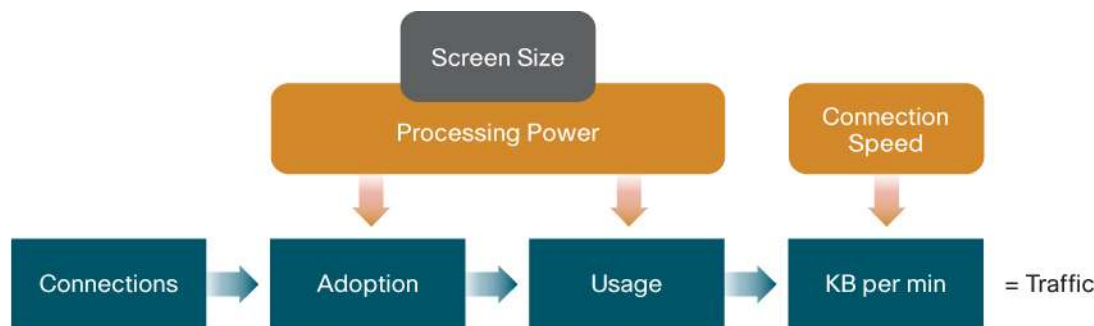 Screen Size
Processing Power
Connection
Speed
Connections
Adoption
Usage
KB per min
= Traffic